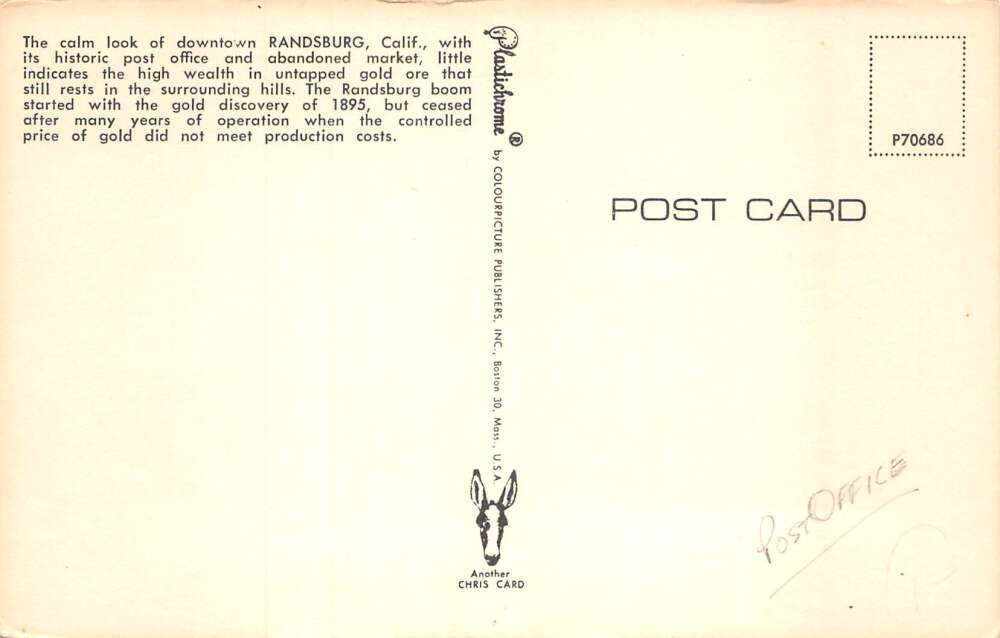 The calm look of downtown RANDSBURG, Calif., with
its historic post office and abandoned market, little
indicates the high wealth in untapped gold ore that
still rests in the surrounding hills. The Randsburg boom
started with the gold discovery of 1895, but ceased
after many years of operation when the controlled
price of gold did not meet production costs.
Plastichrome ® by COLOURPICTURE PUBLISHERS, INC., Boston 30, Mass., U.S.A.
Another
CHRIS CARD
P70686
POST CARD
POST OFFICE